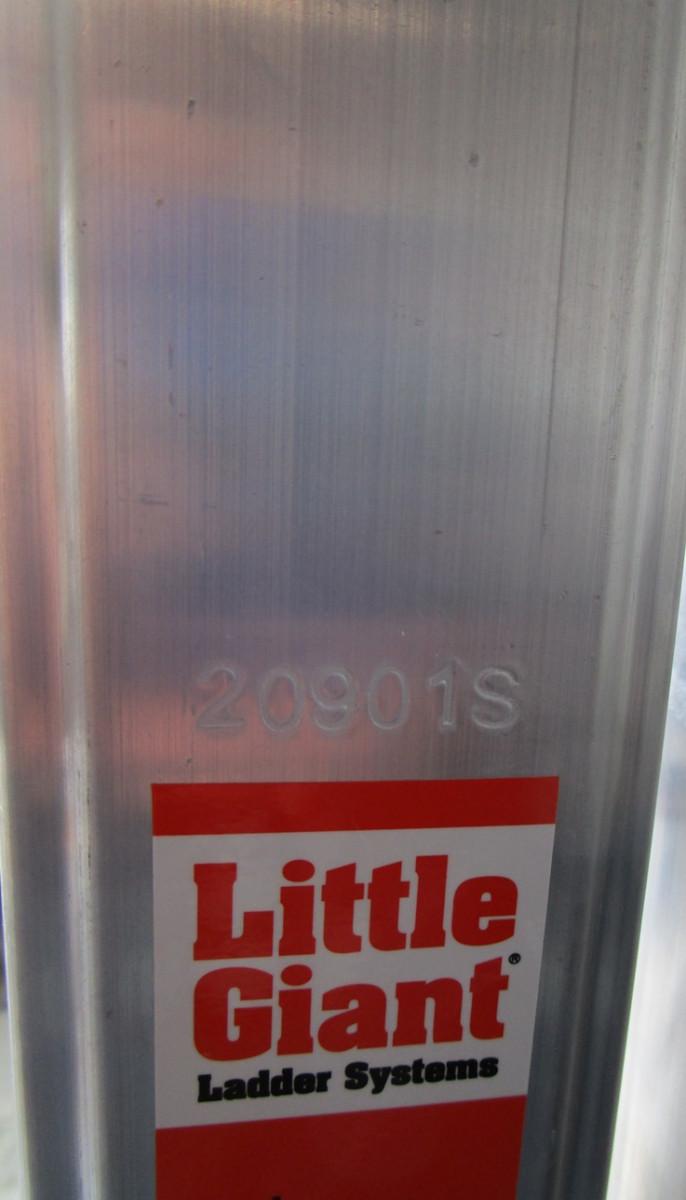 20901S
Little
Giant®
Ladder Systems